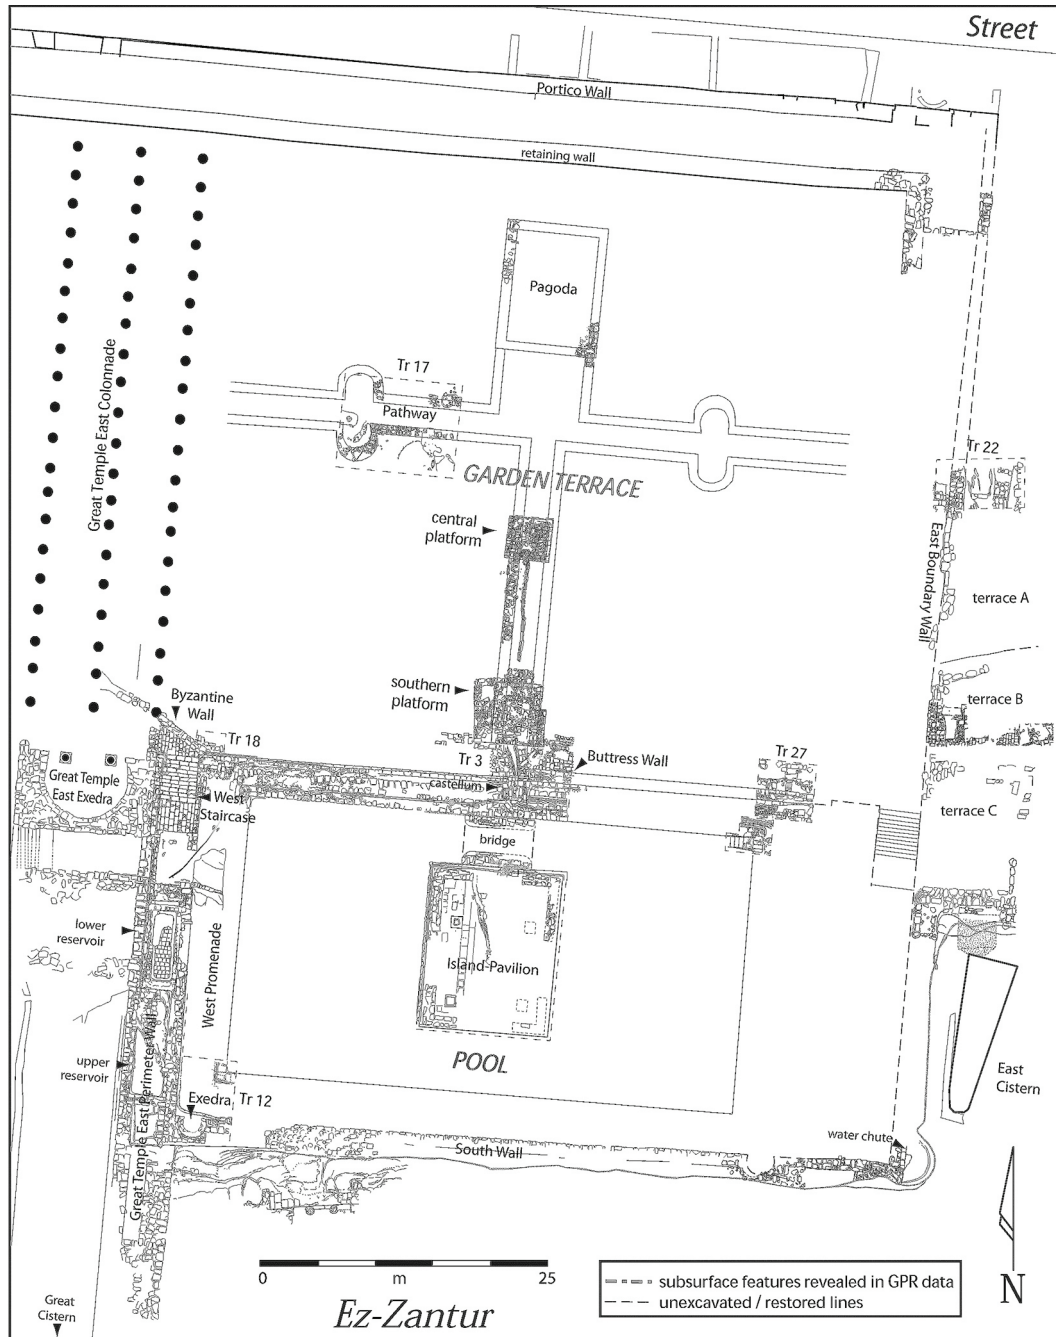 Street
Portico Wall
retaining wall
Pagoda
Tr 17
Pathway
Great Temple East Colonnade
GARDEN TERRACE
Tr 22
central
platform
East Boundary Wall
terrace A
southern
platform
terrace B
Byzantine
Wall
Tr 18
Tr 3
Buttress Wall
Tr 27
Great Temple
East Exedra
West
Staircase
castellum
terrace C
bridge
lower
reservoir
West Promenade
Island-Pavilion
POOL
upper
reservoir
Great Temple East Perimeter Wall
Exedra
Tr 12
East
Cistern
water chute
South Wall
0
25
m
Ez-Zantur
Great
Cistern
subsurface features revealed in GPR data
unexcavated / restored lines
N